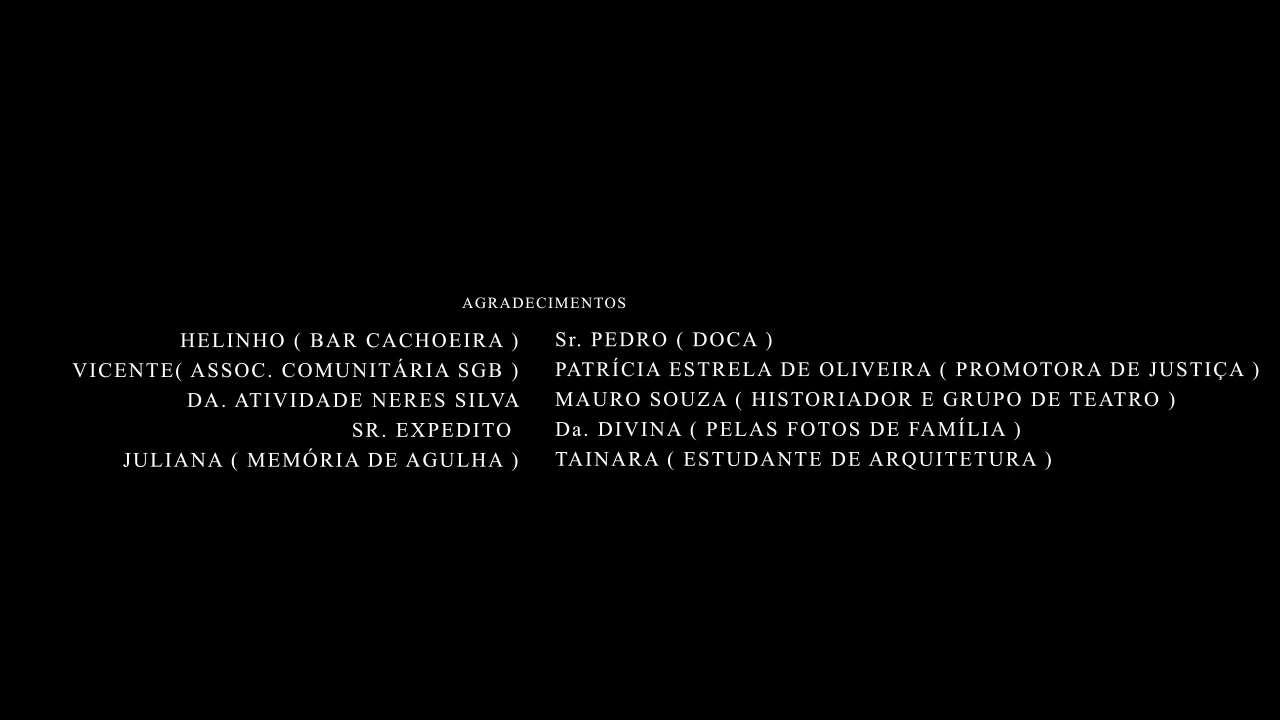 AGRADECIMENTOS
HELINHO ( BAR CACHOEIRA )
VICENTE( ASSOC. COMUNITÁRIA SGB )
DA. ATIVIDADE NERES SILVA
SR. EXPEDITO
JULIANA ( MEMÓRIA DE AGULHA )
Sr. PEDRO ( DOCA )
PATRÍCIA ESTRELA DE OLIVEIRA ( PROMOTORA DE JUSTIÇA )
MAURO SOUZA ( HISTORIADOR E GRUPO DE TEATRO )
Da. DIVINA ( PELAS FOTOS DE FAMÍLIA )
TAINARA ( ESTUDANTE DE ARQUITETURA )